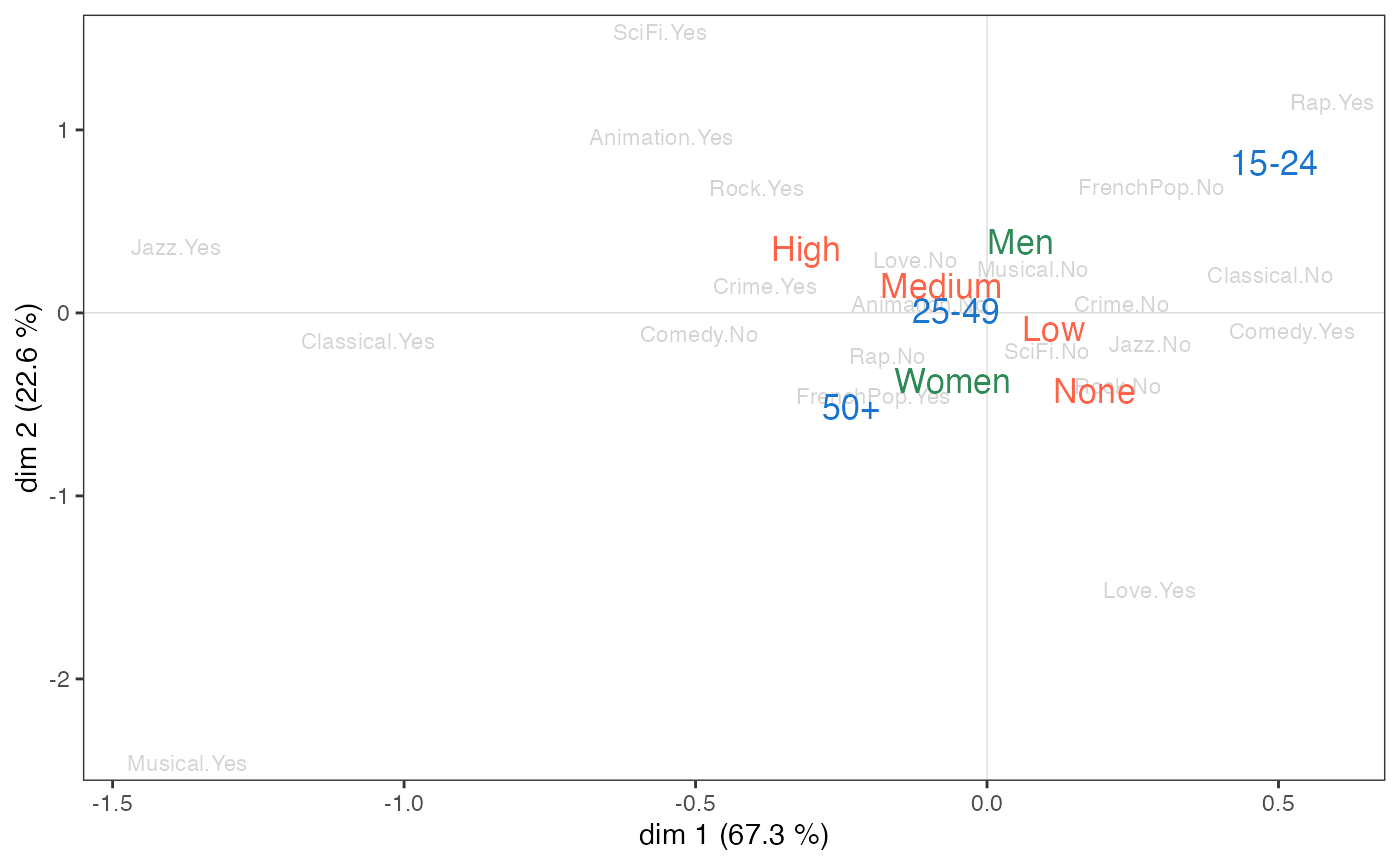 SciFi.Yes
Rap.Yes
1
Animation.Yes
15-24
Rock.Yes
FrenchPop.No
Jazz.Yes
High
Men
Love.No
Musical.No
Classical.No
Crime.Yes
Medium
Animation.No
Crime.No
0
25-49
Low
Comedy.Yes
Classical.Yes
Comedy.No
Rap.No
SciFi.No
Jazz.No
Women
Rock.No
None
FrenchPop.Yes
50+
-1
Love.Yes
-2
Musical.Yes
-1.5
-1.0
-0.5
0.0
0.5
dim 1 (67.3 %)
dim 2 (22.6 %)